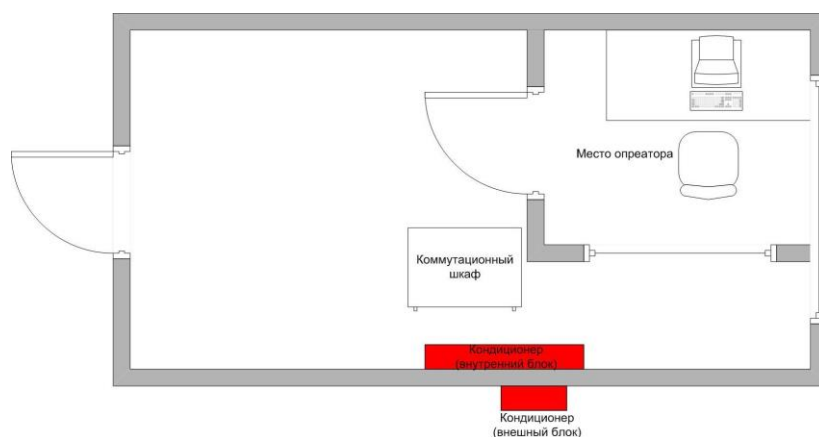 Место опреатора
Коммутационный
шкаф
Кондиционер
(внутренний блок)
Кондиционер
(внешный блок)